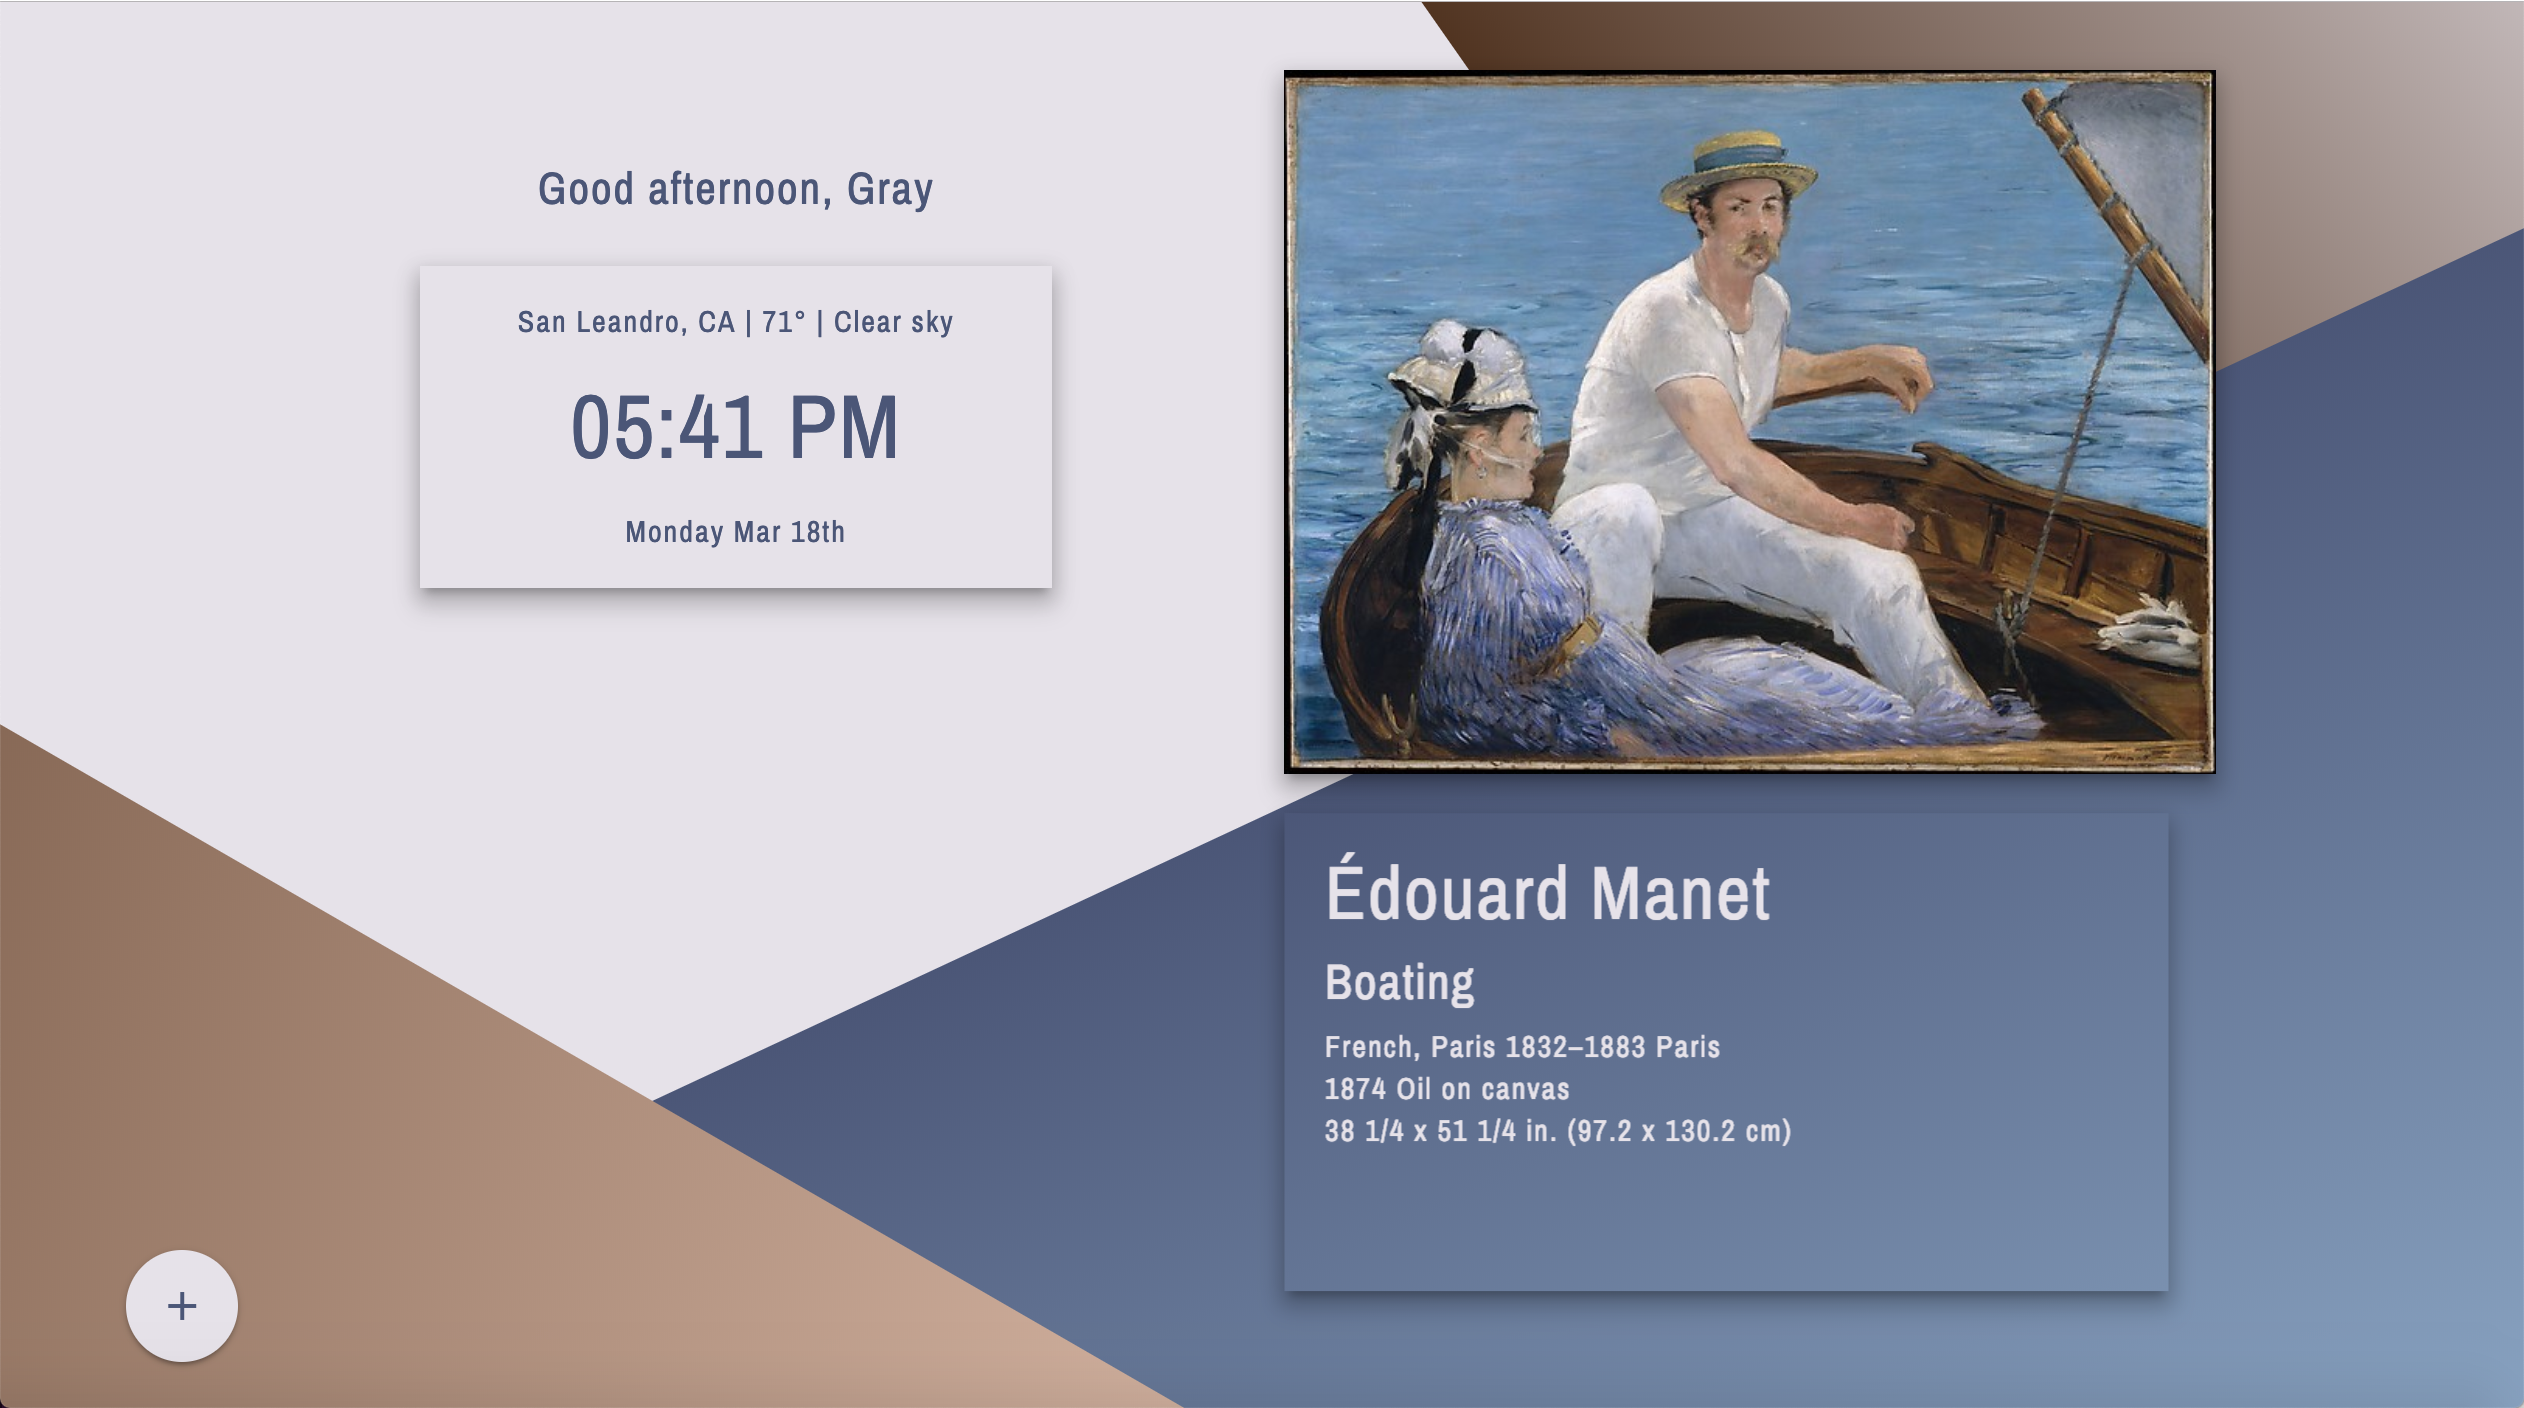 Good afternoon, Gray
San Leandro, CA | 71° | Clear sky
05:41 PM
Monday Mar 18th
Édouard Manet
Boating
French, Paris 1832–1883 Paris
1874 Oil on canvas
38 1/4 x 51 1/4 in. (97.2 x 130.2 cm)
+